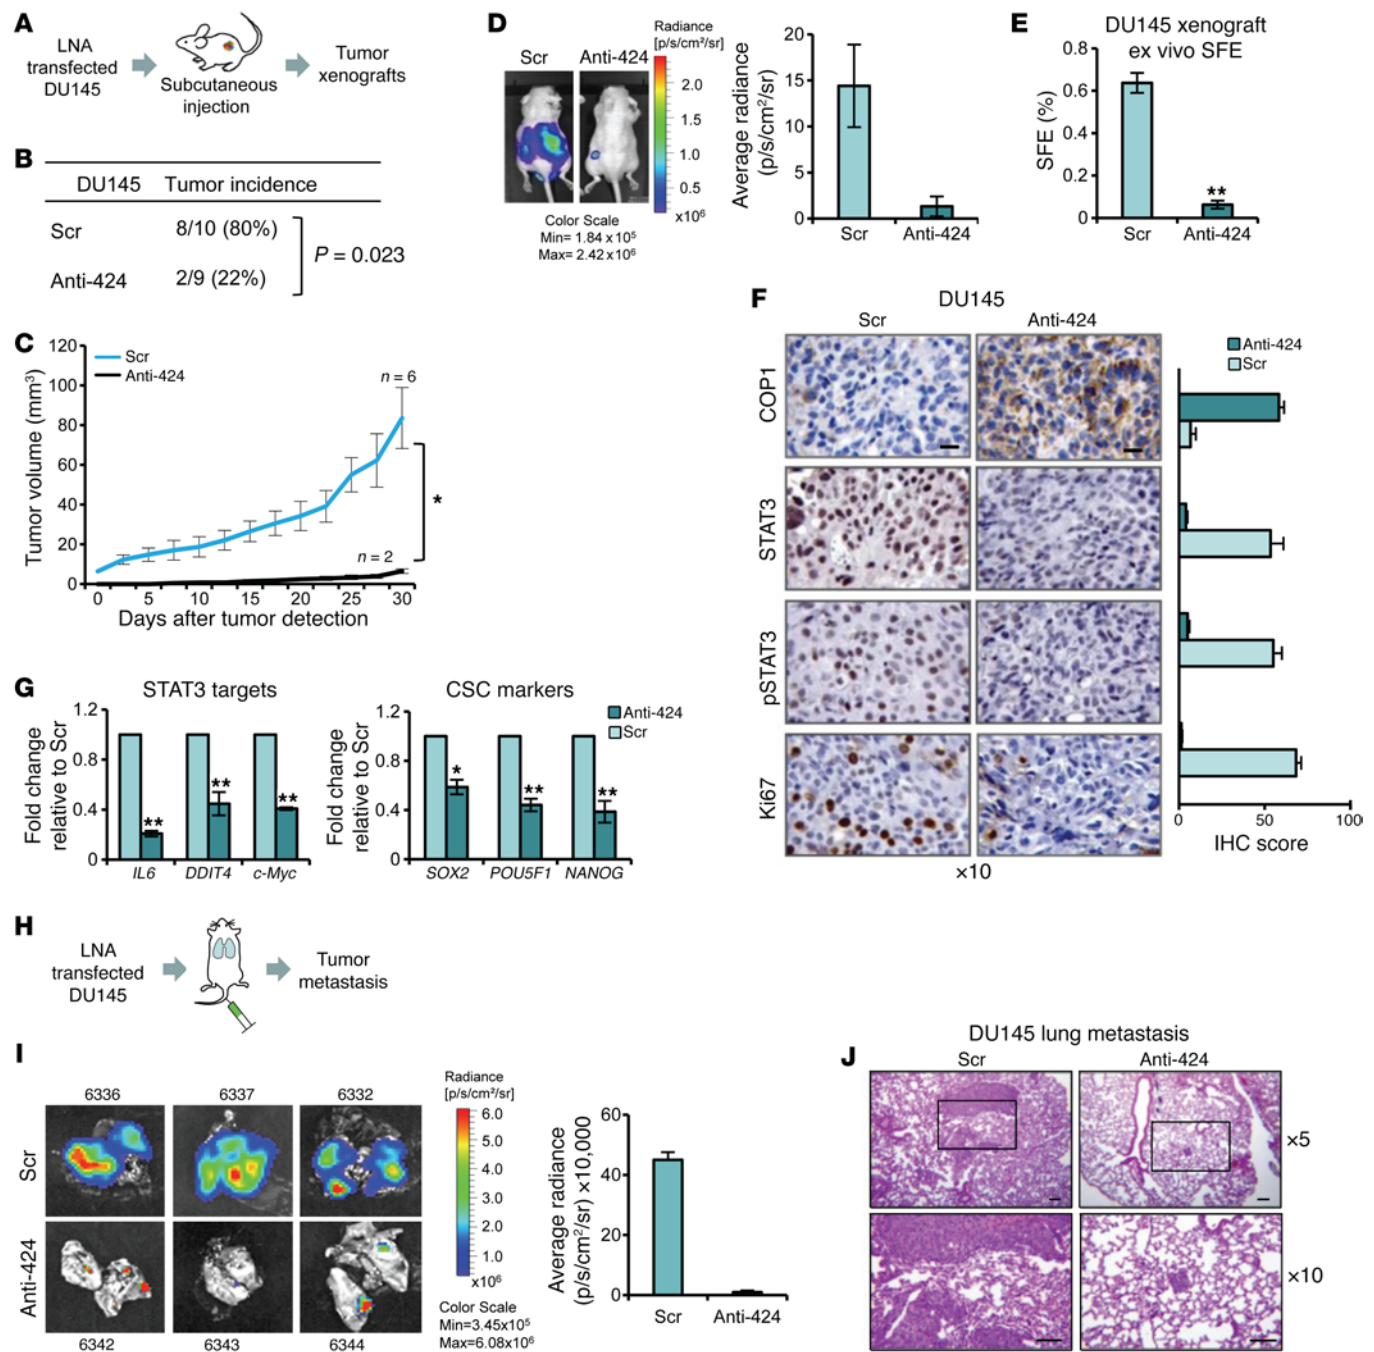 A
LNA
transfected
DU145
Subcutaneous
injection
Tumor
xenografts
B
DU145 Tumor incidence
Scr 8/10 (80%)
Anti-424 2/9 (22%)
P = 0.023
C
Tumor volume (mm³)
120
100
80
60
40
20
0
Scr
Anti-424
n = 6
*
n = 2
0 5 10 15 20 25 30
Days after tumor detection
D
Scr Anti-424
Radiance
[p/s/cm²/sr]
2.0
1.5
1.0
0.5
x10⁶
Color Scale
Min= 1.84 x 10⁵
Max= 2.42 x 10⁶
Average radiance
(p/s/cm²/sr)
20
15
10
5
0
Scr Anti-424
E
DU145 xenograft
ex vivo SFE
SFE (%)
0.8
0.6
0.4
0.2
0
**
Scr Anti-424
F
DU145
Scr Anti-424
COP1
STAT3
pSTAT3
Ki67
×10
Anti-424
Scr
0 50 100
IHC score
G
STAT3 targets
Fold change
relative to Scr
1.2
0.8
0.4
0
** ** **
IL6 DDIT4 c-Myc
CSC markers
Fold change
relative to Scr
1.2
0.8
0.4
0
* ** **
SOX2 POU5F1 NANOG
Anti-424
Scr
H
LNA
transfected
DU145
Tumor
metastasis
I
6336 6337 6332
Scr
Anti-424
6342 6343 6344
Radiance
[p/s/cm²/sr]
6.0
5.0
4.0
3.0
2.0
1.0
x10⁶
Color Scale
Min=3.45x10⁵
Max=6.08x10⁶
Average radiance
(p/s/cm²/sr) ×10,000
60
40
20
0
Scr Anti-424
J
DU145 lung metastasis
Scr Anti-424
×5
×10